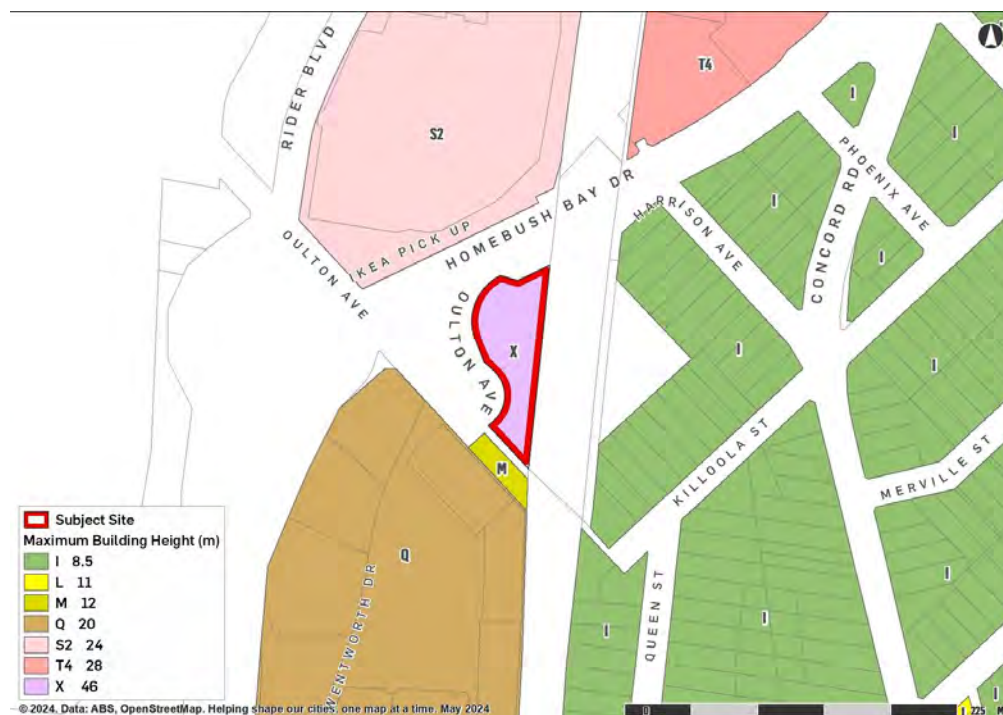 RIDER BLVD
S2
T4
I
I
PHOENIX AVE
CONCORD RD
HARRISON AVE
I
I
HOMEBUSH BAY DR
IKEA PICK UP
OULTON AVE
OULTON AVE
X
I
I
KILLOOLA ST
MERVILLE ST
M
Q
WENTWORTH DR
QUEEN ST
I
I
I
I
Subject Site
Maximum Building Height (m)
I 8.5
L 11
M 12
Q 20
S2 24
T4 28
X 46
© 2024. Data: ABS, OpenStreetMap. Helping shape our cities, one map at a time. May 2024
0
225
M